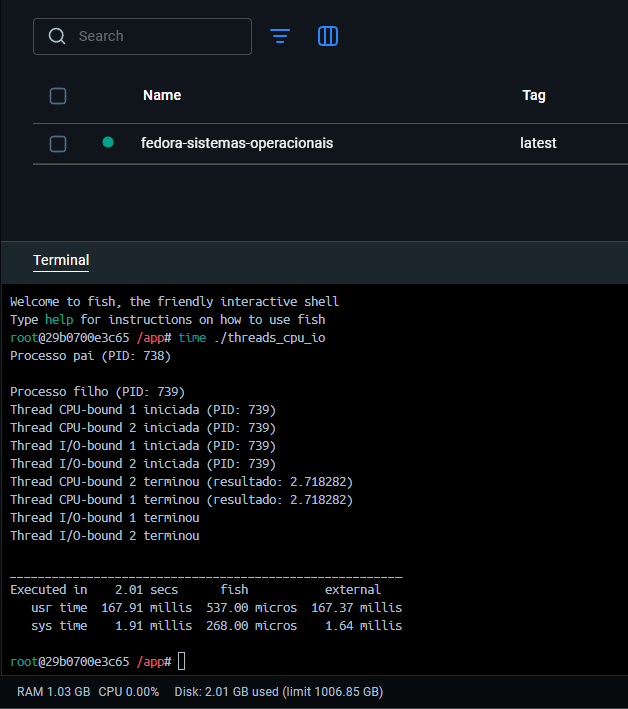 Search
Name Tag
fedora-sistemas-operacionais latest
Terminal
Welcome to fish, the friendly interactive shell
Type help for instructions on how to use fish
root@29b0700e3c65 /app# time ./threads_cpu_io
Processo pai (PID: 738)
Processo filho (PID: 739)
Thread CPU-bound 1 iniciada (PID: 739)
Thread CPU-bound 2 iniciada (PID: 739)
Thread I/O-bound 1 iniciada (PID: 739)
Thread I/O-bound 2 iniciada (PID: 739)
Thread CPU-bound 2 terminou (resultado: 2.718282)
Thread CPU-bound 1 terminou (resultado: 2.718282)
Thread I/O-bound 1 terminou
Thread I/O-bound 2 terminou
________________________________________________________
Executed in 2.01 secs fish external
usr time 167.91 millis 537.00 micros 167.37 millis
sys time 1.91 millis 268.00 micros 1.64 millis
root@29b0700e3c65 /app#
RAM 1.03 GB CPU 0.00% Disk: 2.01 GB used (limit 1006.85 GB)